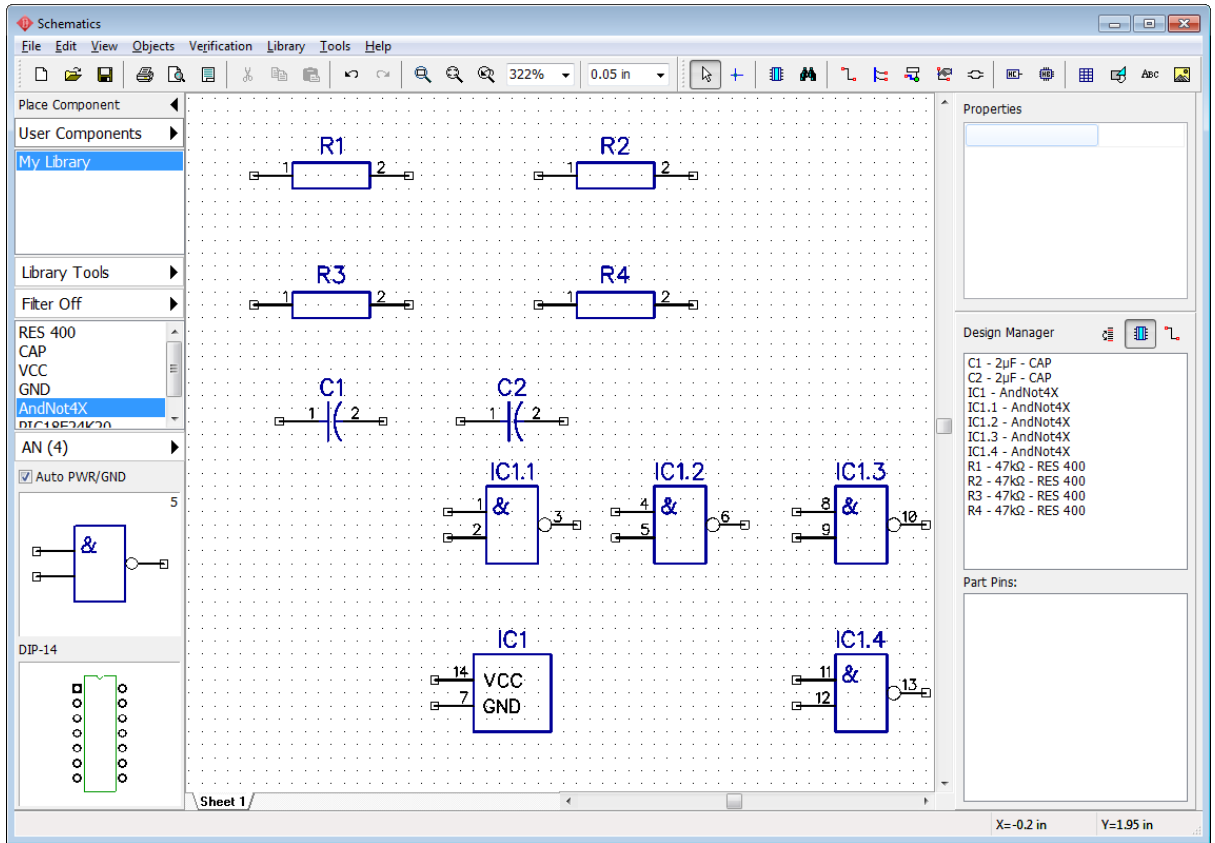 Schematics
File Edit View Objects Verification Library Tools Help
322% 0.05 in ABC
Place Component
User Components
My Library
Library Tools
Filter Off
RES 400
CAP
VCC
GND
AndNot4X
PIC18F24K20
AN (4)
Auto PWR/GND
5
&
DIP-14
R1
1 2
R2
1 2
R3
1 2
R4
1 2
C1
1 2
C2
1 2
IC1.1
1 & 3
2
IC1.2
4 & 6
5
IC1.3
8 & 10
9
IC1
14 VCC
7 GND
IC1.4
11 & 13
12
Sheet 1
Properties
Design Manager
C1 - 2µF - CAP
C2 - 2µF - CAP
IC1 - AndNot4X
IC1.1 - AndNot4X
IC1.2 - AndNot4X
IC1.3 - AndNot4X
IC1.4 - AndNot4X
R1 - 47kΩ - RES 400
R2 - 47kΩ - RES 400
R3 - 47kΩ - RES 400
R4 - 47kΩ - RES 400
Part Pins:
X=-0.2 in Y=1.95 in